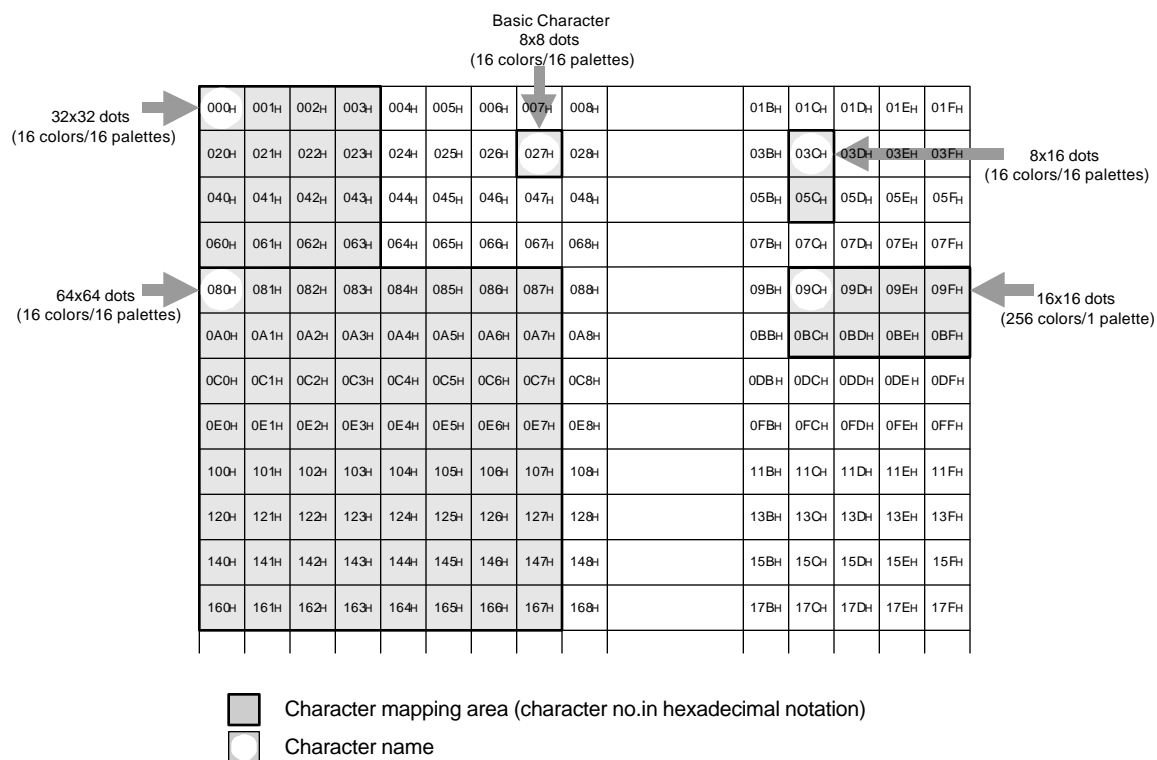 Basic Character
8x8 dots
(16 colors/16 palettes)
32x32 dots
(16 colors/16 palettes)
000H 001H 002H 003H 004H 005H 006H 007H 008H 01BH 01CH 01DH 01EH 01FH
020H 021H 022H 023H 024H 025H 026H 027H 028H 03BH 03CH 03DH 03EH 03FH
8x16 dots
(16 colors/16 palettes)
040H 041H 042H 043H 044H 045H 046H 047H 048H 05BH 05CH 05DH 05EH 05FH
060H 061H 062H 063H 064H 065H 066H 067H 068H 07BH 07CH 07DH 07EH 07FH
64x64 dots
(16 colors/16 palettes)
080H 081H 082H 083H 084H 085H 086H 087H 088H 09BH 09CH 09DH 09EH 09FH
16x16 dots
(256 colors/1 palette)
0A0H 0A1H 0A2H 0A3H 0A4H 0A5H 0A6H 0A7H 0A8H 0BBH 0BCH 0BDH 0BEH 0BFH
0C0H 0C1H 0C2H 0C3H 0C4H 0C5H 0C6H 0C7H 0C8H 0DBH 0DCH 0DDH 0DEH 0DFH
0E0H 0E1H 0E2H 0E3H 0E4H 0E5H 0E6H 0E7H 0E8H 0FBH 0FCH 0FDH 0FEH 0FFH
100H 101H 102H 103H 104H 105H 106H 107H 108H 11BH 11CH 11DH 11EH 11FH
120H 121H 122H 123H 124H 125H 126H 127H 128H 13BH 13CH 13DH 13EH 13FH
140H 141H 142H 143H 144H 145H 146H 147H 148H 15BH 15CH 15DH 15EH 15FH
160H 161H 162H 163H 164H 165H 166H 167H 168H 17BH 17CH 17DH 17EH 17FH
Character mapping area (character no.in hexadecimal notation)
Character name